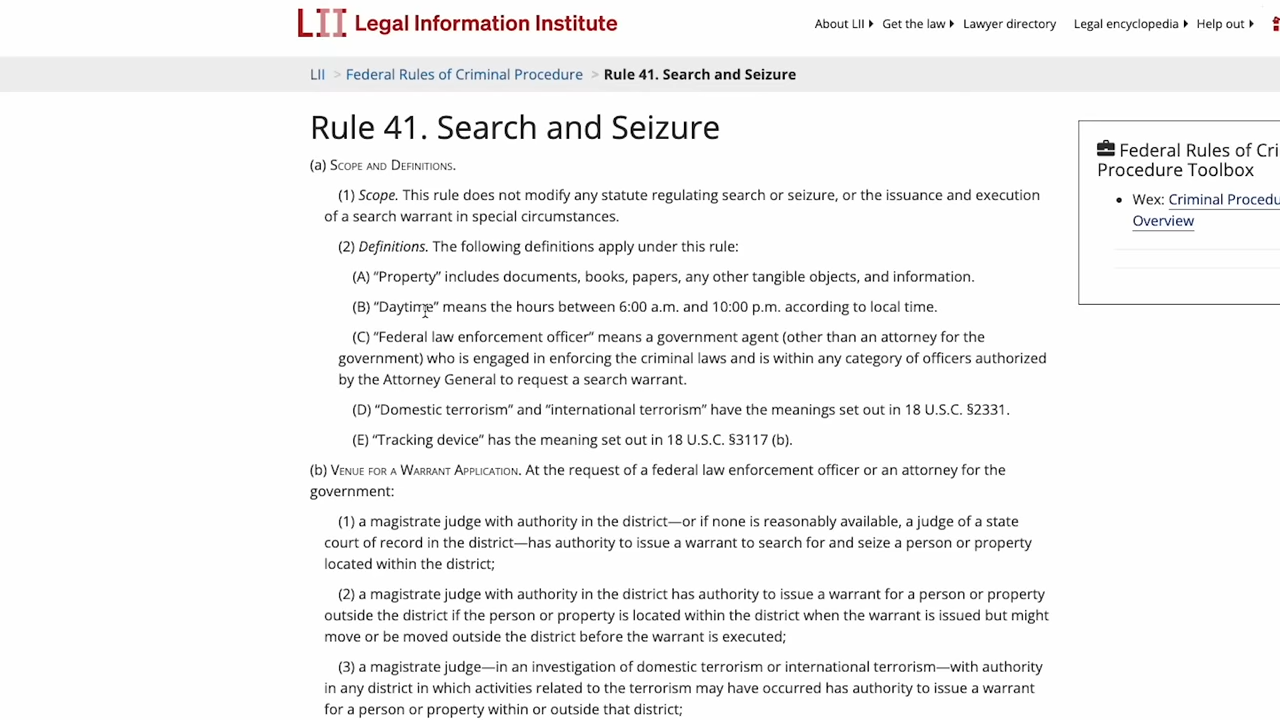 LII Legal Information Institute
About LII Get the law Lawyer directory Legal encyclopedia Help out
LII > Federal Rules of Criminal Procedure > Rule 41. Search and Seizure
Rule 41. Search and Seizure
(a) Scope and Definitions.
(1) Scope. This rule does not modify any statute regulating search or seizure, or the issuance and execution
of a search warrant in special circumstances.
(2) Definitions. The following definitions apply under this rule:
(A) “Property” includes documents, books, papers, any other tangible objects, and information.
(B) “Daytime” means the hours between 6:00 a.m. and 10:00 p.m. according to local time.
(C) “Federal law enforcement officer” means a government agent (other than an attorney for the
government) who is engaged in enforcing the criminal laws and is within any category of officers authorized
by the Attorney General to request a search warrant.
(D) “Domestic terrorism” and “international terrorism” have the meanings set out in 18 U.S.C. §2331.
(E) “Tracking device” has the meaning set out in 18 U.S.C. §3117 (b).
(b) Venue for a Warrant Application. At the request of a federal law enforcement officer or an attorney for the
government:
(1) a magistrate judge with authority in the district—or if none is reasonably available, a judge of a state
court of record in the district—has authority to issue a warrant to search for and seize a person or property
located within the district;
(2) a magistrate judge with authority in the district has authority to issue a warrant for a person or property
outside the district if the person or property is located within the district when the warrant is issued but might
move or be moved outside the district before the warrant is executed;
(3) a magistrate judge—in an investigation of domestic terrorism or international terrorism—with authority
in any district in which activities related to the terrorism may have occurred has authority to issue a warrant
for a person or property within or outside that district;
Federal Rules of Cri
Procedure Toolbox
• Wex: Criminal Procedu
Overview